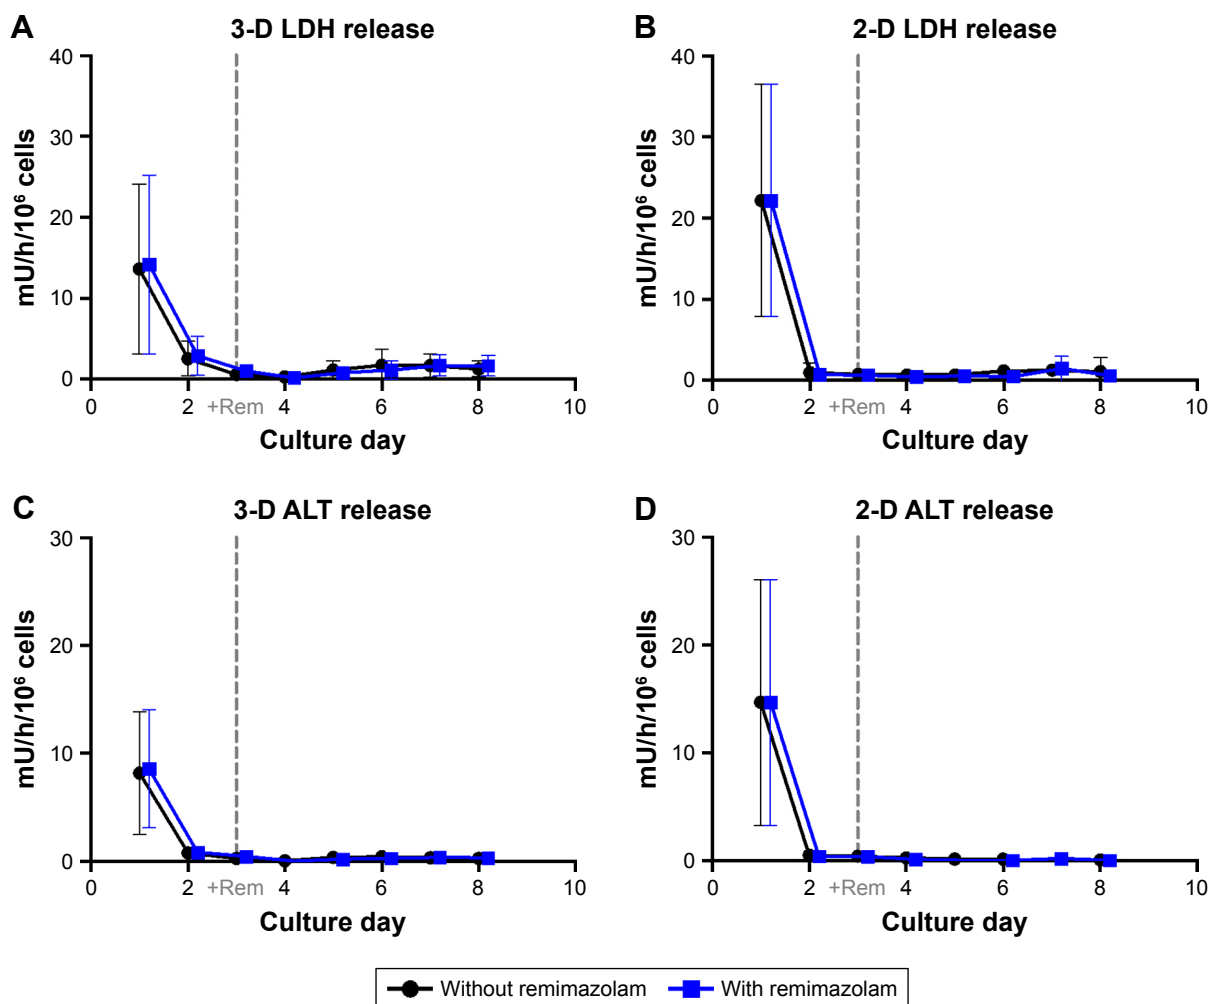 A
3-D LDH release
40
30
20
10
0
mU/h/10⁶ cells
0
2
+Rem
4
6
8
10
Culture day
B
2-D LDH release
40
30
20
10
0
mU/h/10⁶ cells
0
2
+Rem
4
6
8
10
Culture day
C
3-D ALT release
30
20
10
0
mU/h/10⁶ cells
0
2
+Rem
4
6
8
10
Culture day
D
2-D ALT release
30
20
10
0
mU/h/10⁶ cells
0
2
+Rem
4
6
8
10
Culture day
Without remimazolam
With remimazolam